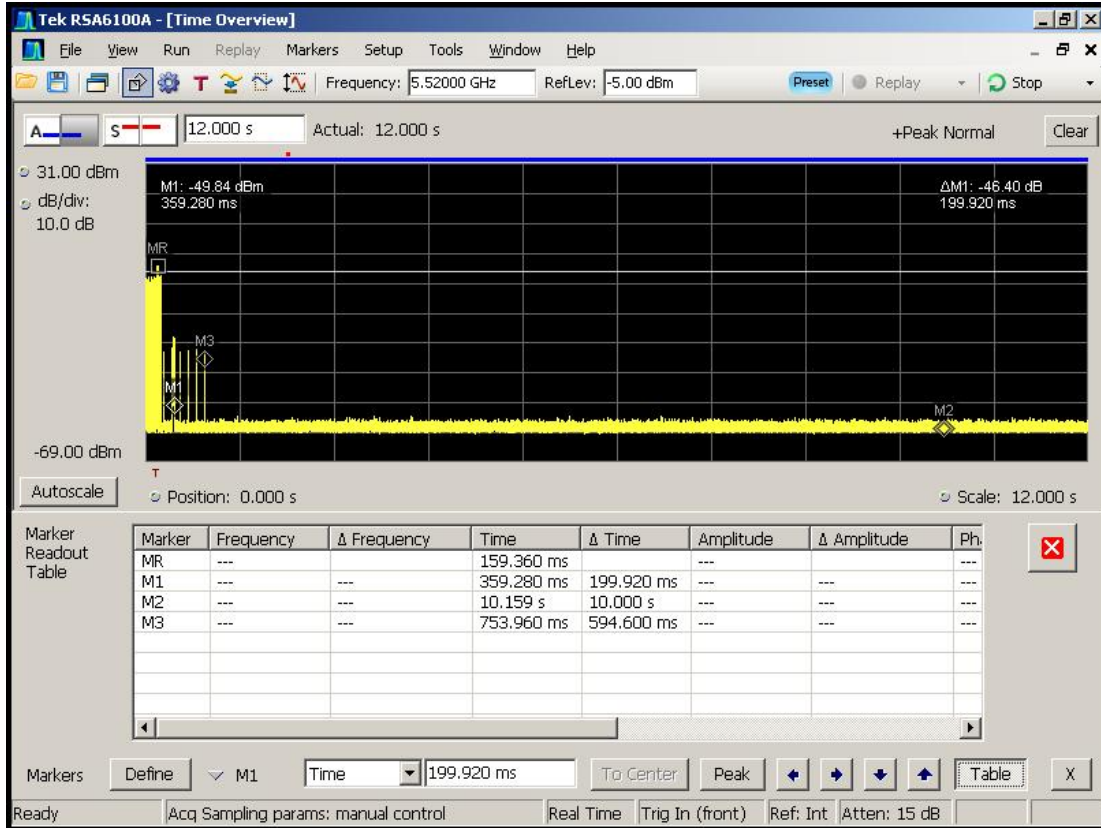 Tek RSA6100A - [Time Overview]
File View Run Replay Markers Setup Tools Window Help
T Frequency: 5.52000 GHz RefLev: -5.00 dBm Preset Replay Stop
A S 12.000 s Actual: 12.000 s +Peak Normal Clear
31.00 dBm
dB/div:
10.0 dB
M1: -49.84 dBm
359.280 ms
ΔM1: -46.40 dB
199.920 ms
MR
M3
M1
M2
-69.00 dBm
T
Autoscale
Position: 0.000 s Scale: 12.000 s
Marker Readout Table
Marker Frequency Δ Frequency Time Δ Time Amplitude Δ Amplitude Ph
MR --- 159.360 ms --- ---
M1 --- --- 359.280 ms 199.920 ms --- --- ---
M2 --- --- 10.159 s 10.000 s --- --- ---
M3 --- --- 753.960 ms 594.600 ms --- --- ---
Markers Define M1 Time 199.920 ms To Center Peak Table X
Ready Acq Sampling params: manual control Real Time Trig In (front) Ref: Int Atten: 15 dB